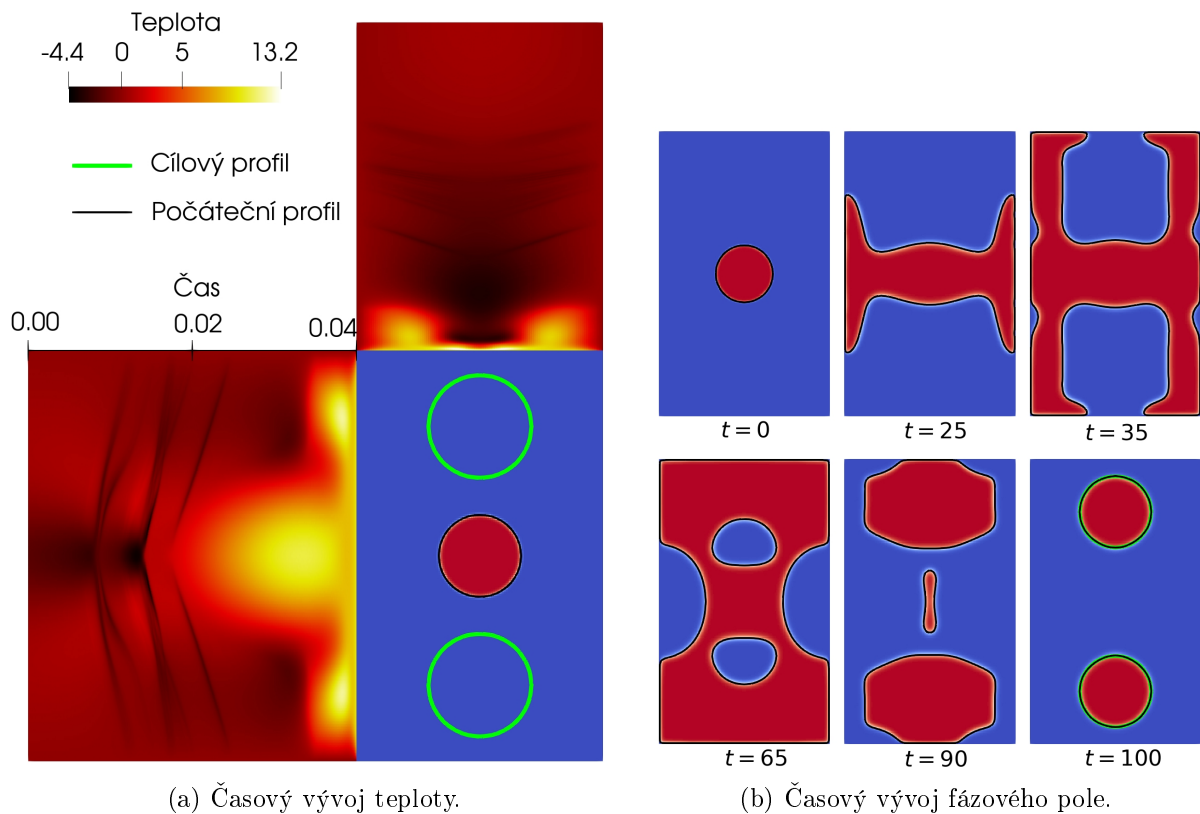 Teplota
-4.4 0 5 13.2
Cílový profil
Počáteční profil
Čas
0.00 0.02 0.04
(a) Časový vývoj teploty.
t = 0 t = 25 t = 35
t = 65 t = 90 t = 100
(b) Časový vývoj fázového pole.